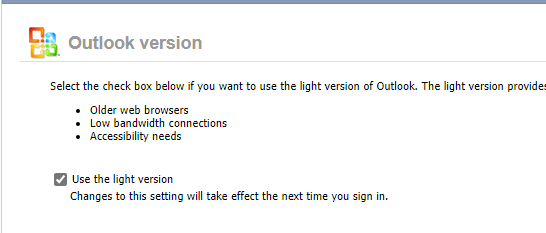 Outlook version
Select the check box below if you want to use the light version of Outlook. The light version provides
Older web browsers
Low bandwidth connections
Accessibility needs
Use the light version
Changes to this setting will take effect the next time you sign in.